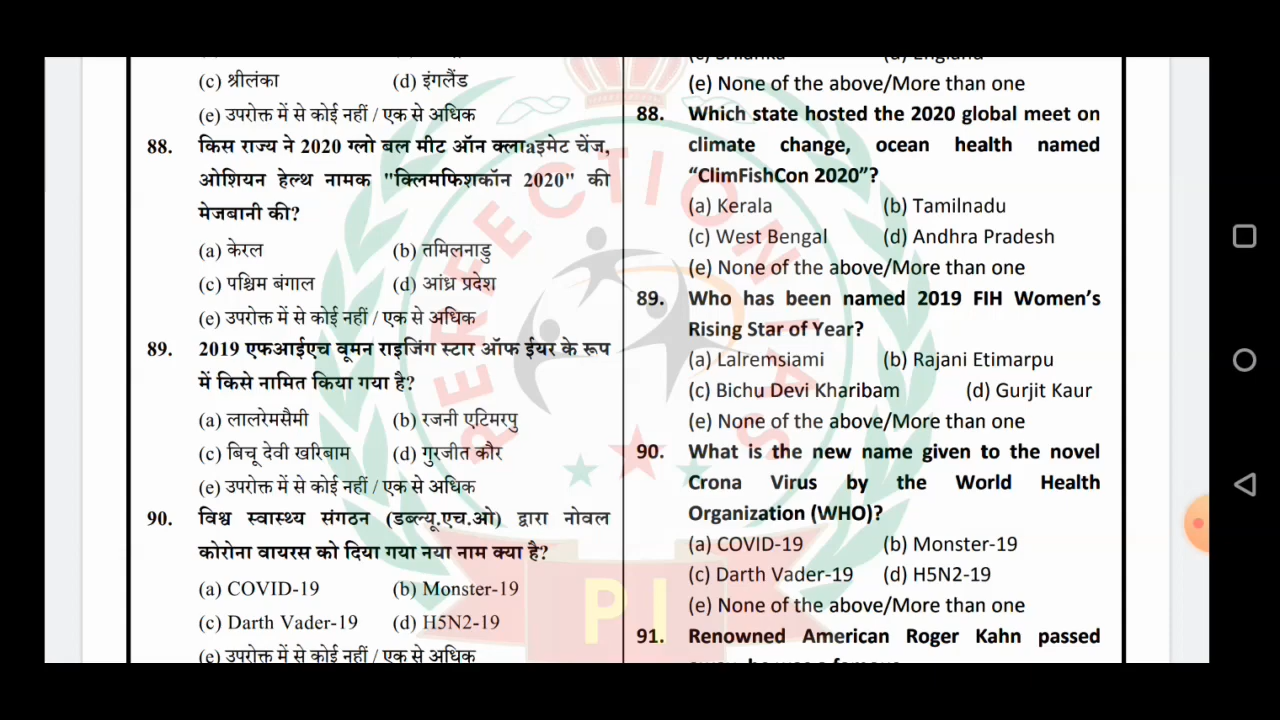 (c) श्रीलंका (d) इंगलैंड
(e) उपरोक्त में से कोई नहीं / एक से अधिक
88. किस राज्य ने 2020 ग्लो बल मीट ऑन क्लाaइमेट चेंज,
ओशियन हेल्थ नामक "क्लिमफिशकॉन 2020" की
मेजबानी की?
(a) केरल (b) तमिलनाडु
(c) पश्चिम बंगाल (d) आंध्र प्रदेश
(e) उपरोक्त में से कोई नहीं / एक से अधिक
89. 2019 एफआईएच वूमन राइजिंग स्टार ऑफ ईयर के रूप
में किसे नामित किया गया है?
(a) लालरेमसैमी (b) रजनी एटिमरपु
(c) बिचू देवी खरिबाम (d) गुरजीत कौर
(e) उपरोक्त में से कोई नहीं / एक से अधिक
90. विश्व स्वास्थ्य संगठन (डब्ल्यू.एच.ओ) द्वारा नोवल
कोरोना वायरस को दिया गया नया नाम क्या है?
(a) COVID-19 (b) Monster-19
(c) Darth Vader-19 (d) H5N2-19
(e) उपरोक्त में से कोई नहीं / एक से अधिक
(e) None of the above/More than one
88. Which state hosted the 2020 global meet on
climate change, ocean health named
“ClimFishCon 2020”?
(a) Kerala (b) Tamilnadu
(c) West Bengal (d) Andhra Pradesh
(e) None of the above/More than one
89. Who has been named 2019 FIH Women’s
Rising Star of Year?
(a) Lalremsiami (b) Rajani Etimarpu
(c) Bichu Devi Kharibam (d) Gurjit Kaur
(e) None of the above/More than one
90. What is the new name given to the novel
Crona Virus by the World Health
Organization (WHO)?
(a) COVID-19 (b) Monster-19
(c) Darth Vader-19 (d) H5N2-19
(e) None of the above/More than one
91. Renowned American Roger Kahn passed
PERFECTION IAS
PI